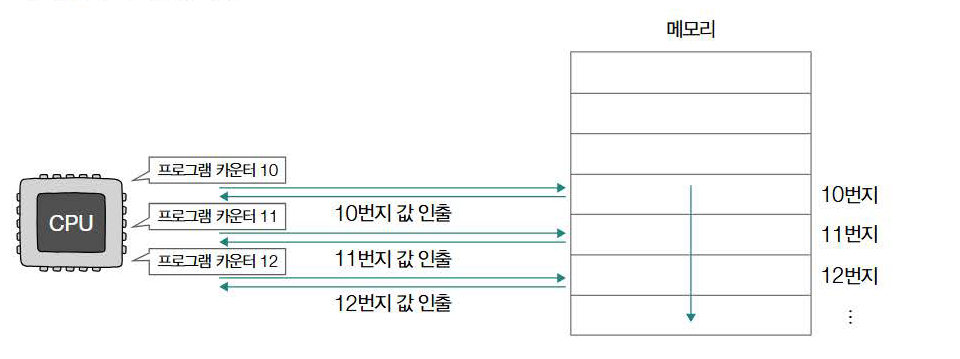 메모리
프로그램 카운터 10
10번지
10번지 값 인출
CPU
프로그램 카운터 11
11번지
11번지 값 인출
프로그램 카운터 12
12번지
12번지 값 인출
⋮